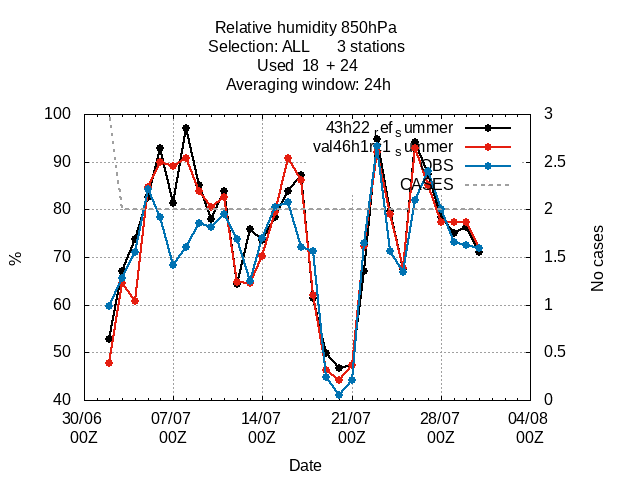 Relative humidity 850hPa
Selection: ALL 3 stations
Used 18 + 24
Averaging window: 24h
100 3
43h22_ref_summer
val46h1rr1_summer
90 2.5
OBS
CASES
80 2
70 1.5
% No cases
60 1
50 0.5
40 0
30/06 07/07 14/07 21/07 28/07 04/08
00Z 00Z 00Z 00Z 00Z 00Z
Date